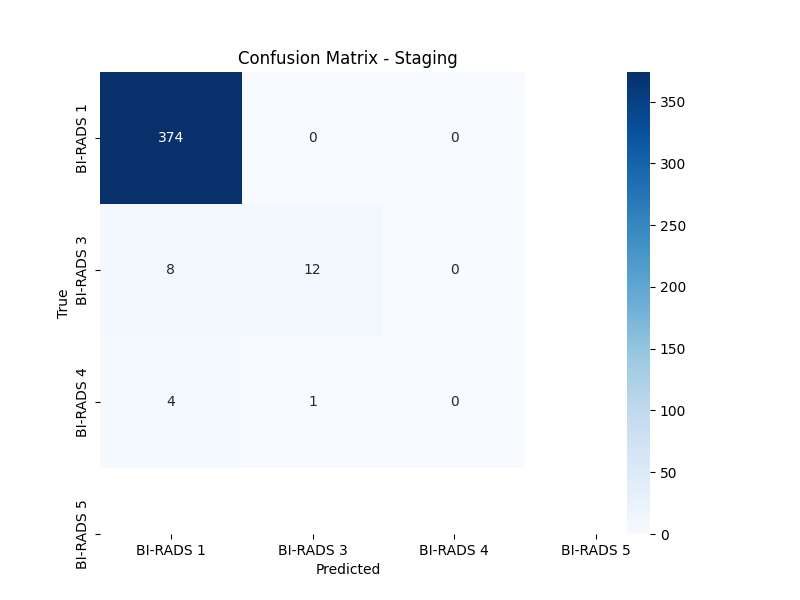 Confusion Matrix - Staging
True
BI-RADS 1
374 0 0
BI-RADS 3
8 12 0
BI-RADS 4
4 1 0
BI-RADS 5
BI-RADS 1 BI-RADS 3 BI-RADS 4 BI-RADS 5
Predicted
350
300
250
200
150
100
50
0